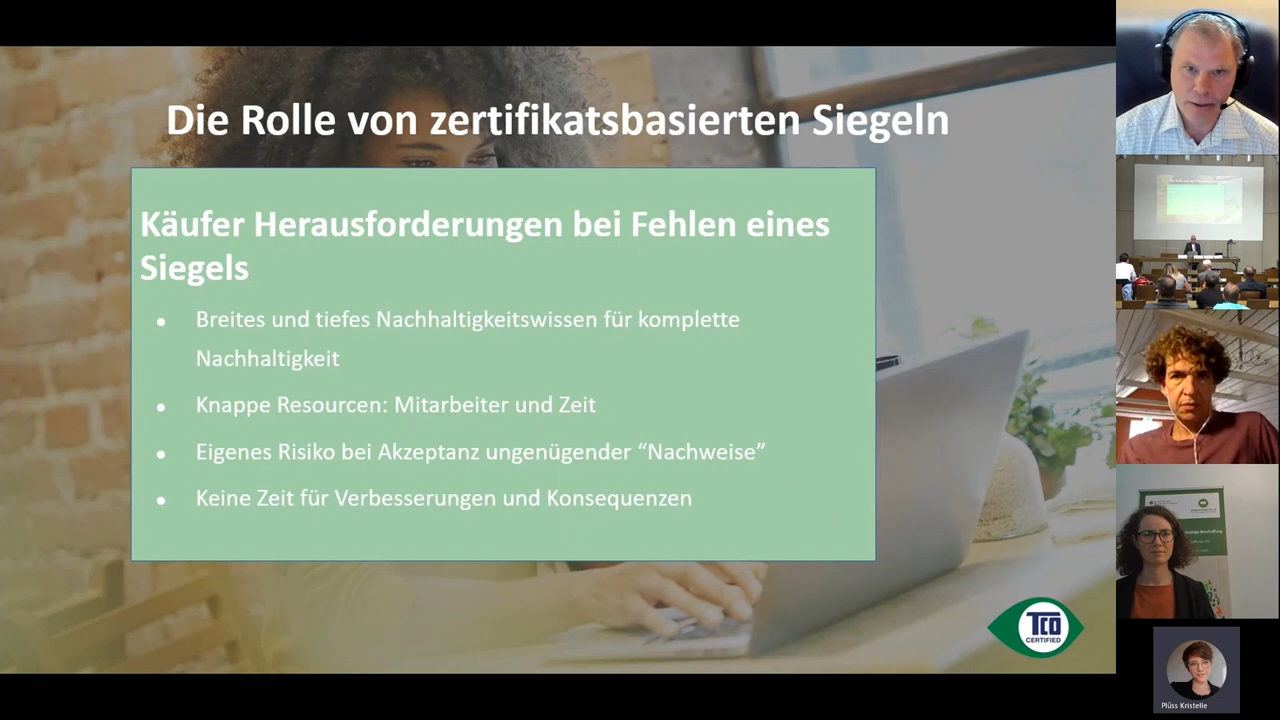 Die Rolle von zertifikatsbasierten Siegeln
Käufer Herausforderungen bei Fehlen eines
Siegels
• Breites und tiefes Nachhaltigkeitswissen für komplette
Nachhaltigkeit
• Knappe Resourcen: Mitarbeiter und Zeit
• Eigenes Risiko bei Akzeptanz ungenügender “Nachweise”
• Keine Zeit für Verbesserungen und Konsequenzen
TCO
CERTIFIED
Plüss Kristelle